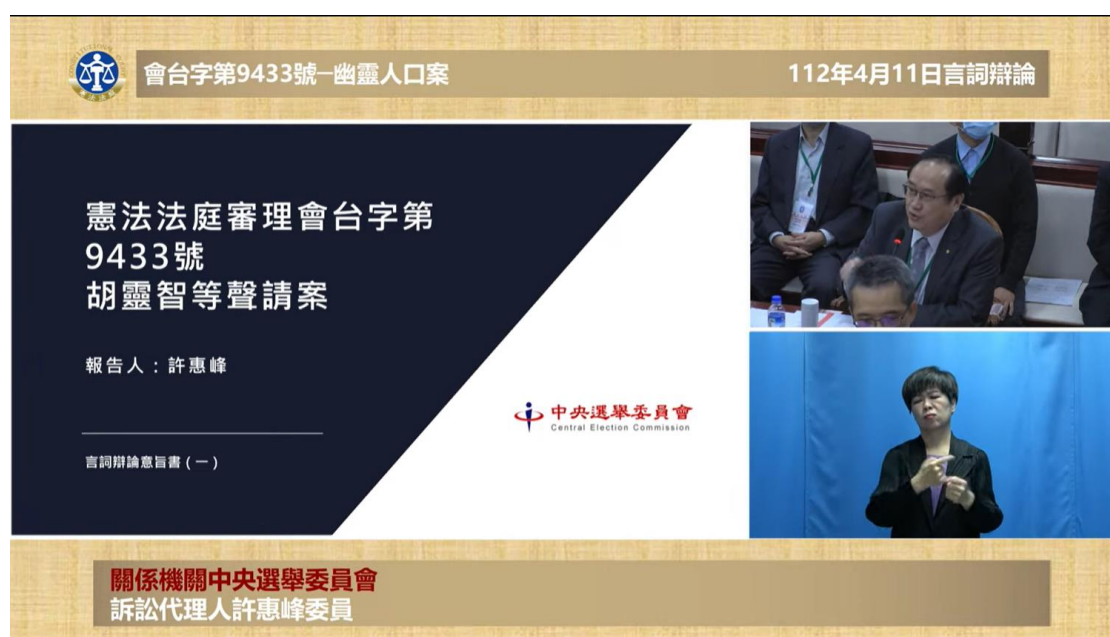 會台字第9433號─幽靈人口案
112年4月11日言詞辯論
憲法法庭審理會台字第
9433號
胡靈智等聲請案
報告人：許惠峰
中央選舉委員會
Central Election Commission
言詞辯論意旨書(一)
關係機關中央選舉委員會
訴訟代理人許惠峰委員